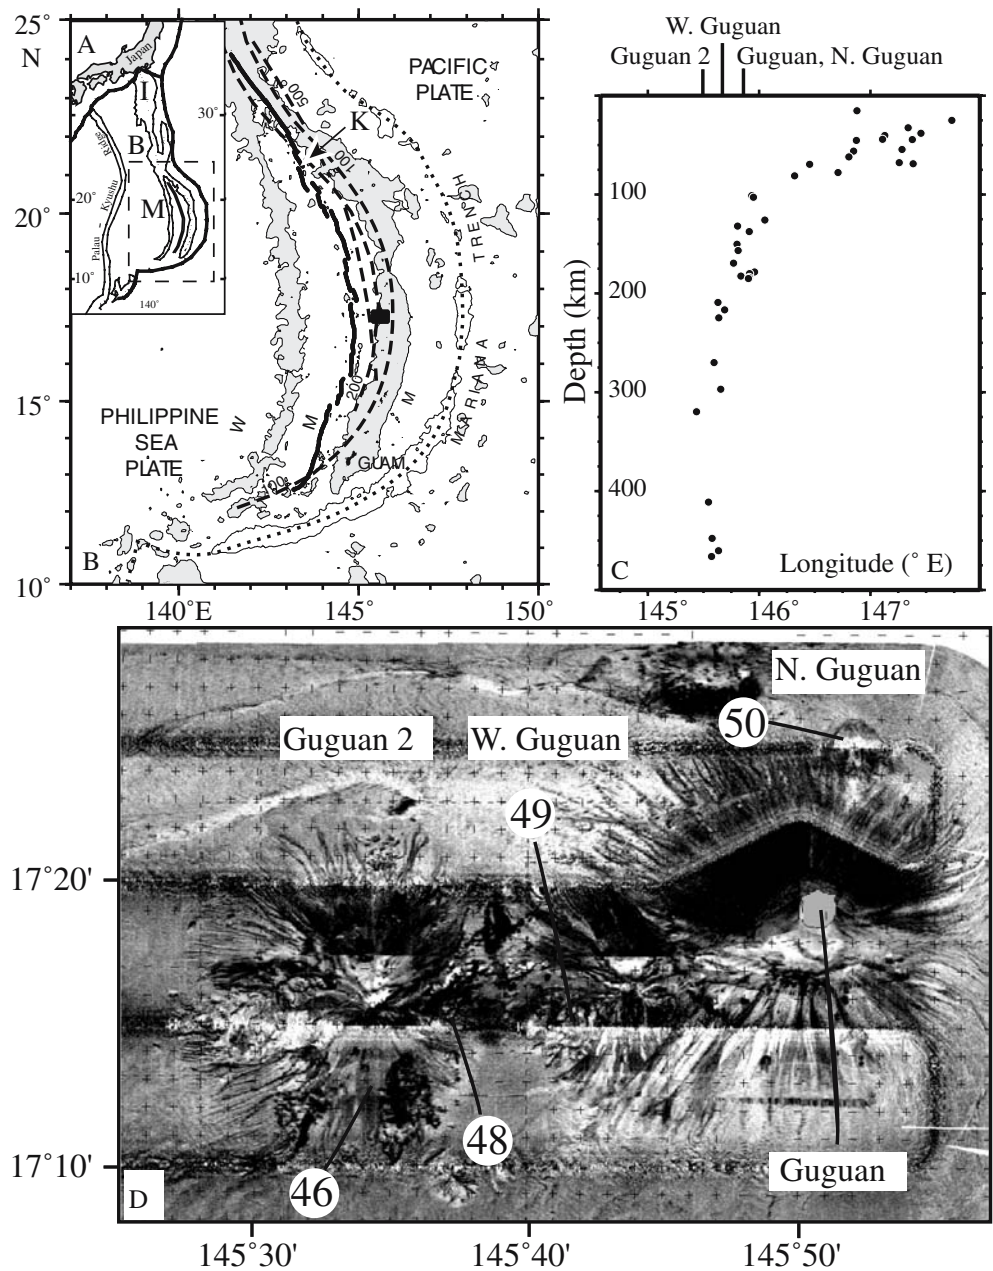 25°
N
20°
15°
10°
A
Japan
I
30°
B
Ridge
Kyushu
20°
M
Palau
10°
140°
PACIFIC
PLATE
500
K
100
TRENCH
MARIANA
200
PHILIPPINE
SEA
PLATE
W
M
M
GUAM
100
B
140°E
145°
150°
W. Guguan
Guguan 2
Guguan, N. Guguan
Depth (km)
100
200
300
400
C
Longitude (° E)
145°
146°
147°
N. Guguan
50
Guguan 2
W. Guguan
49
17°20'
48
17°10'
46
Guguan
D
145°30'
145°40'
145°50'